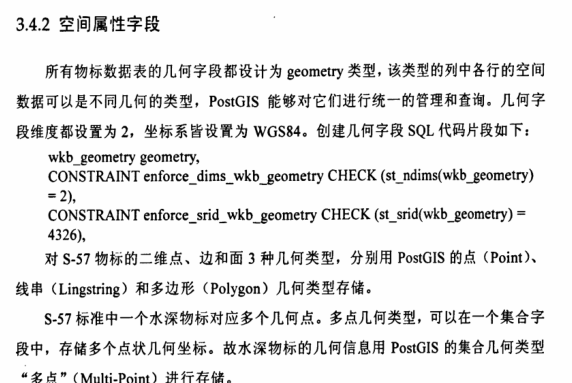 3.4.2 空间属性字段
所有物标数据表的几何字段都设计为 geometry 类型，该类型的列中各行的空间
数据可以是不同几何的类型，PostGIS 能够对它们进行统一的管理和查询。几何字
段维度都设置为 2，坐标系皆设置为 WGS84。创建几何字段 SQL 代码片段如下：
wkb_geometry geometry,
CONSTRAINT enforce_dims_wkb_geometry CHECK (st_ndims(wkb_geometry)
= 2),
CONSTRAINT enforce_srid_wkb_geometry CHECK (st_srid(wkb_geometry) =
4326),
对 S-57 物标的二维点、边和面 3 种几何类型，分别用 PostGIS 的点（Point）、
线串（Lingstring）和多边形（Polygon）几何类型存储。
S-57 标准中一个水深物标对应多个几何点。多点几何类型，可以在一个集合字
段中，存储多个点状几何坐标。故水深物标的几何信息用 PostGIS 的集合几何类型
“多点”（Multi-Point）进行存储。